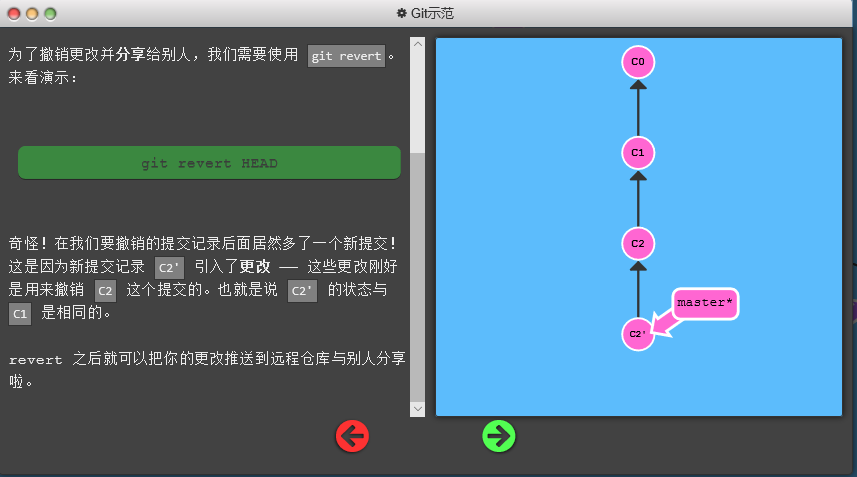 Git示范
为了撤销更改并分享给别人，我们需要使用 git revert。
来看演示：
git revert HEAD
奇怪！在我们要撤销的提交记录后面居然多了一个新提交！
这是因为新提交记录 C2' 引入了更改 —— 这些更改刚好
是用来撤销 C2 这个提交的。也就是说 C2' 的状态与
C1 是相同的。
revert 之后就可以把你的更改推送到远程仓库与别人分享
啦。
C0
C1
C2
master*
C2'